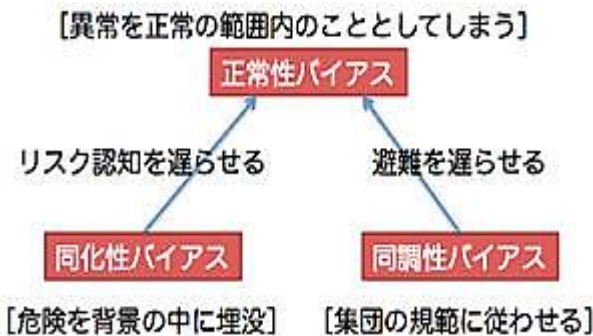 [異常を正常の範囲内のこととしてしまう]
正常性バイアス
リスク認知を遅らせる
避難を遅らせる
同化性バイアス
同調性バイアス
[危険を背景の中に埋没]
[集団の規範に従わせる]